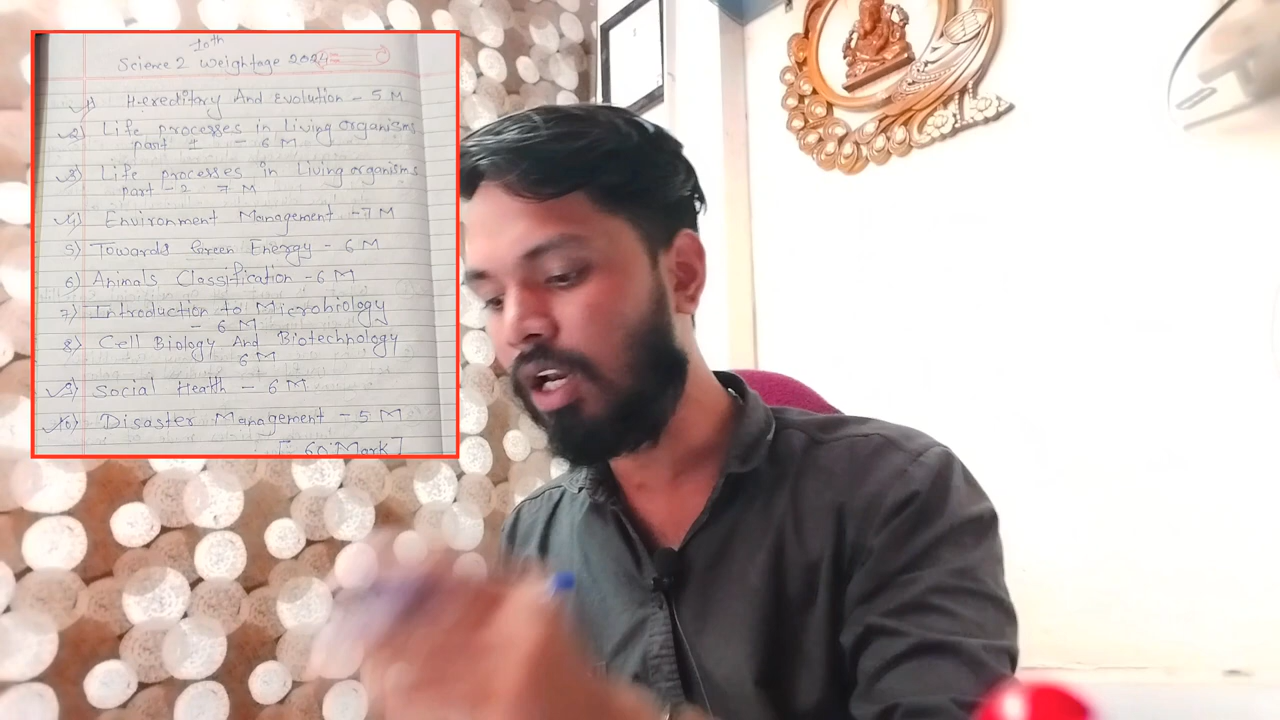 10th
Science 2 weightage 2024
1) Hereditary And Evolution - 5 M
2) Life processes in Living organisms
part 1 - 6 M
3) Life processes in Living organisms
part - 2 7 M
4) Environment Management - 7 M
5) Towards Green Energy - 6 M
6) Animals Classification - 6 M
7) Introduction to Microbiology
- 6 M
8) Cell Biology And Biotechnology
6 M
9) Social Health - 6 M
10) Disaster Management - 5 M
[: 60 Mark]